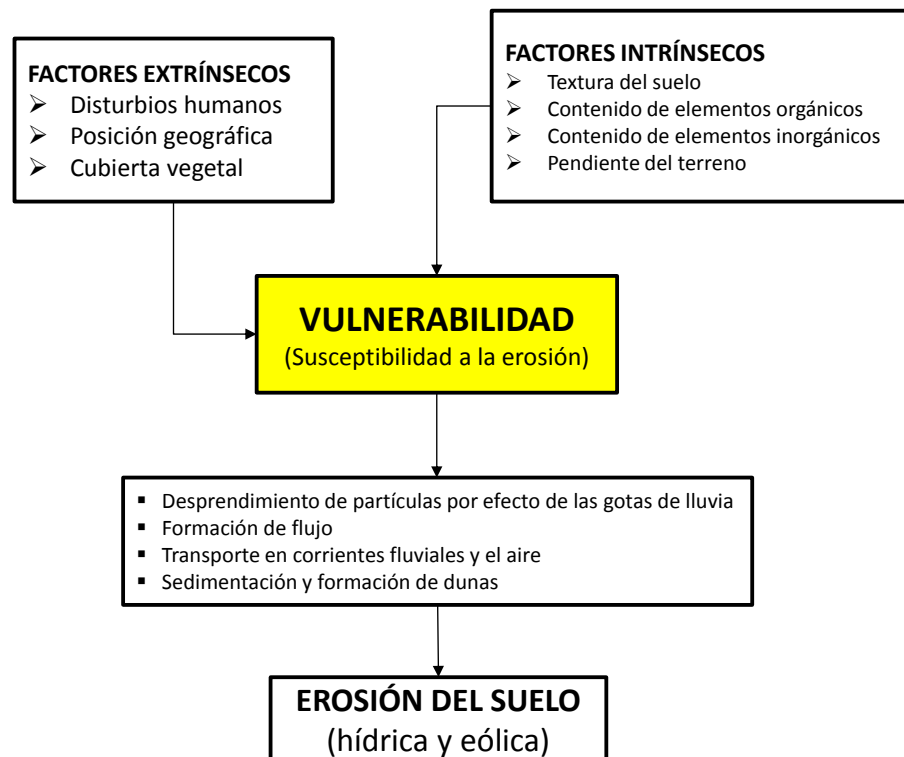 FACTORES EXTRÍNSECOS
➢ Disturbios humanos
➢ Posición geográfica
➢ Cubierta vegetal
FACTORES INTRÍNSECOS
➢ Textura del suelo
➢ Contenido de elementos orgánicos
➢ Contenido de elementos inorgánicos
➢ Pendiente del terreno
VULNERABILIDAD
(Susceptibilidad a la erosión)
▪ Desprendimiento de partículas por efecto de las gotas de lluvia
▪ Formación de flujo
▪ Transporte en corrientes fluviales y el aire
▪ Sedimentación y formación de dunas
EROSIÓN DEL SUELO
(hídrica y eólica)